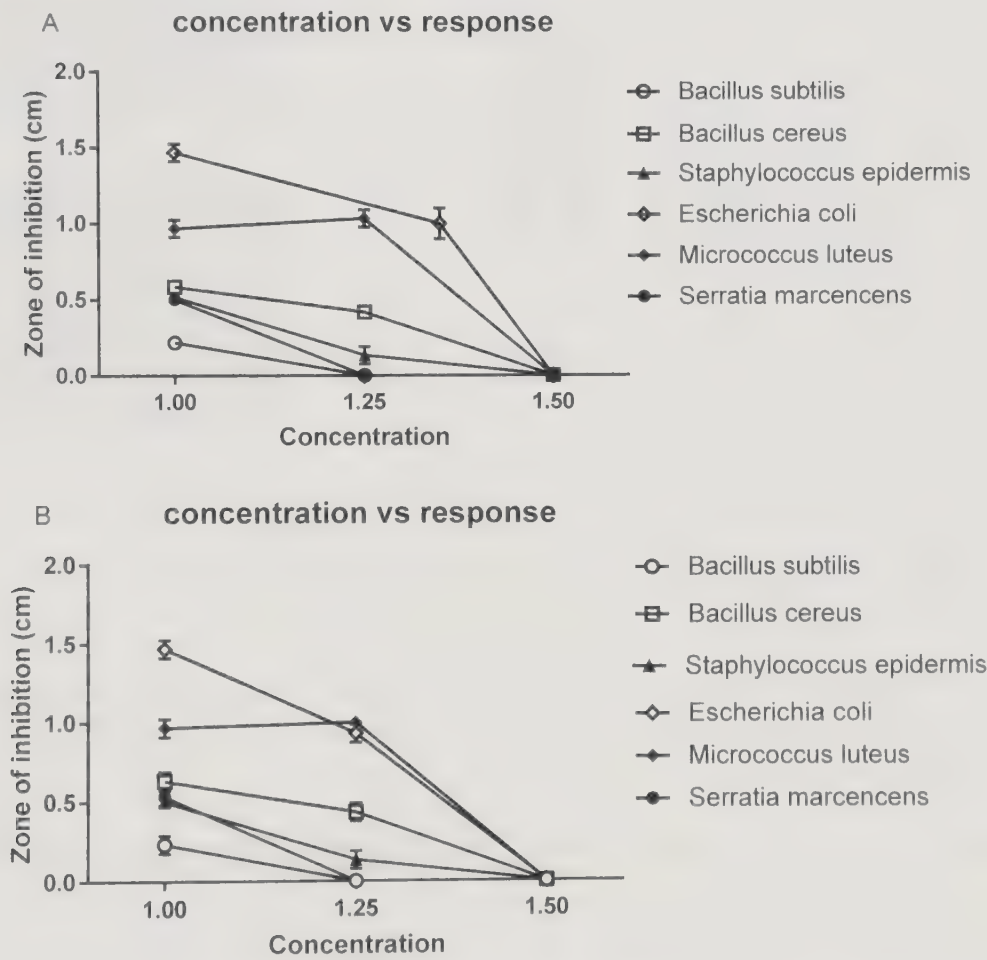 A
concentration vs response
2.0
1.5
1.0
0.5
0.0
Zone of inhibition (cm)
1.00
1.25
1.50
Concentration
Bacillus subtilis
Bacillus cereus
Staphylococcus epidermis
Escherichia coli
Micrococcus luteus
Serratia marcencens
B
concentration vs response
2.0
1.5
1.0
0.5
0.0
Zone of inhibition (cm)
1.00
1.25
1.50
Concentration
Bacillus subtilis
Bacillus cereus
Staphylococcus epidermis
Escherichia coli
Micrococcus luteus
Serratia marcencens